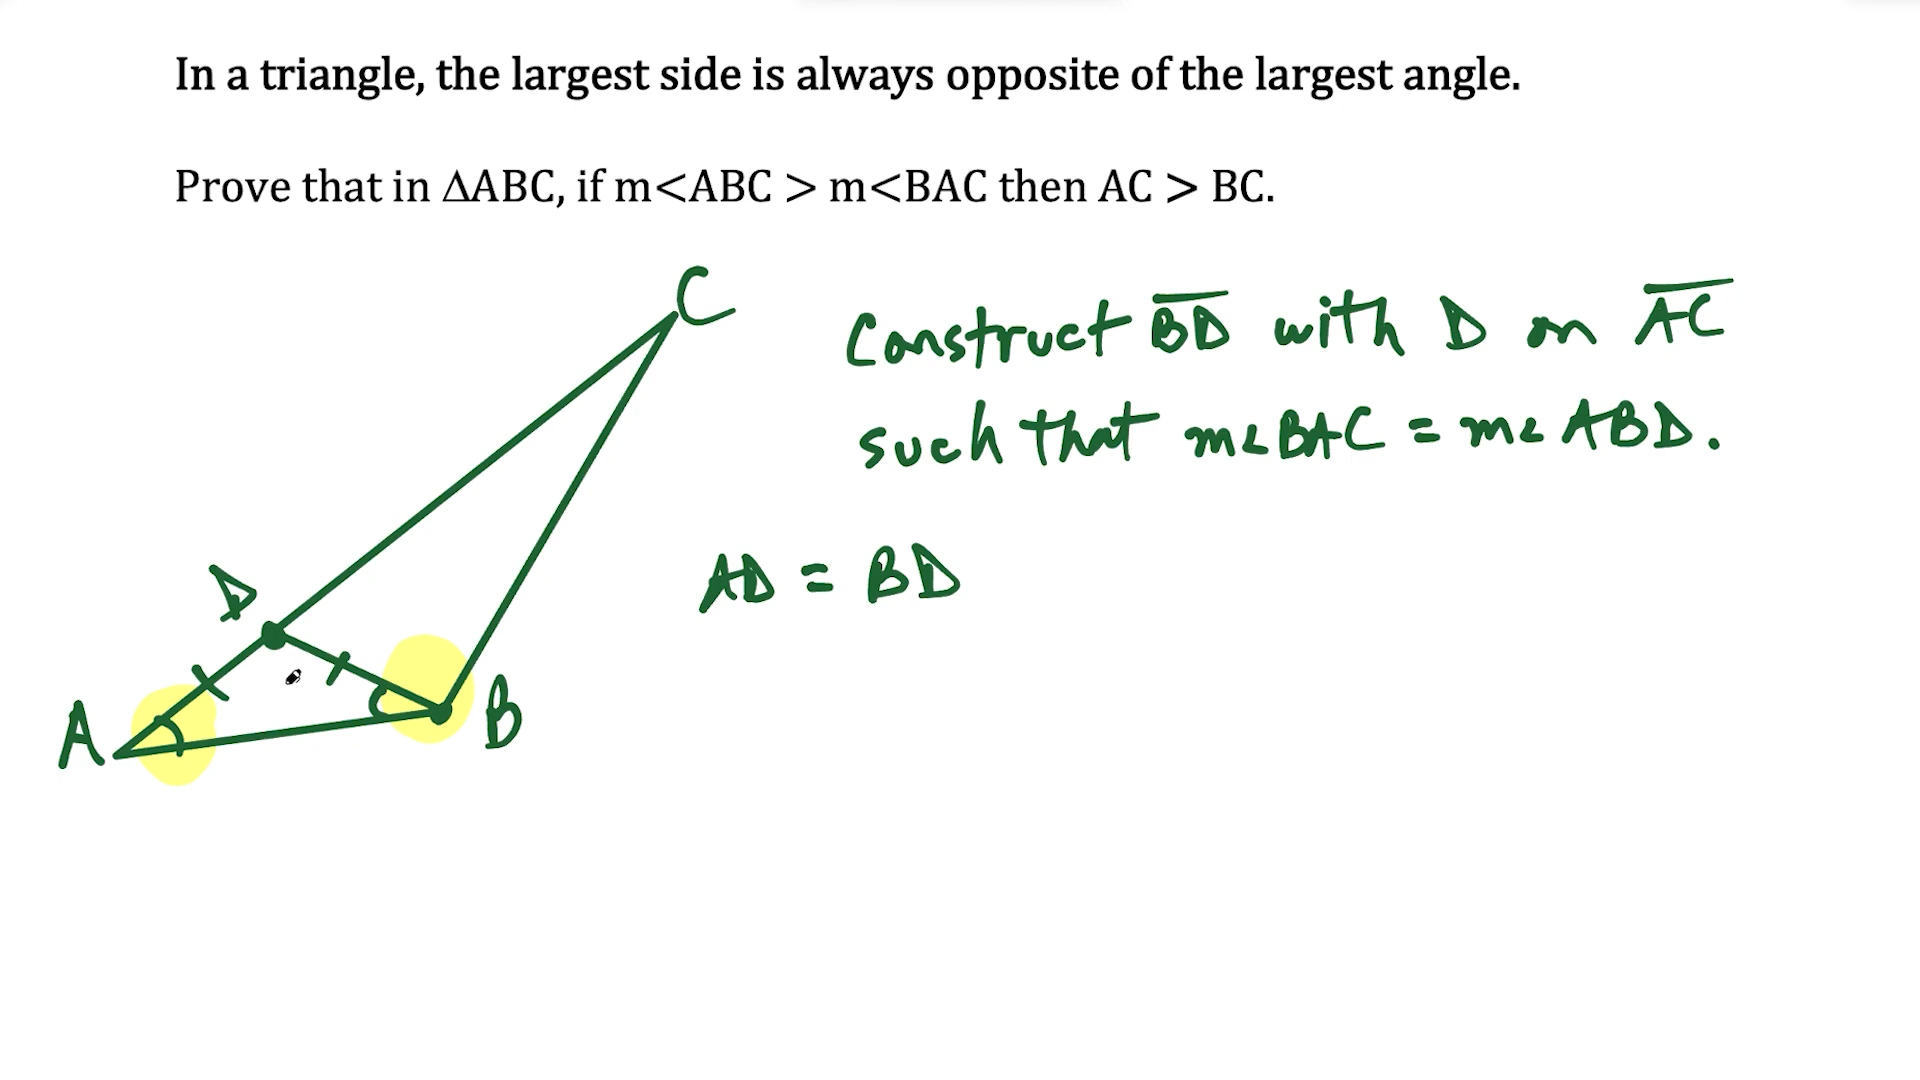 In a triangle, the largest side is always opposite of the largest angle.
Prove that in ΔABC, if m<ABC > m<BAC then AC > BC.
C
Construct B̅D̅ with D on A̅C̅
such that m∠BAC = m∠ABD.
AD = BD
D
A
B